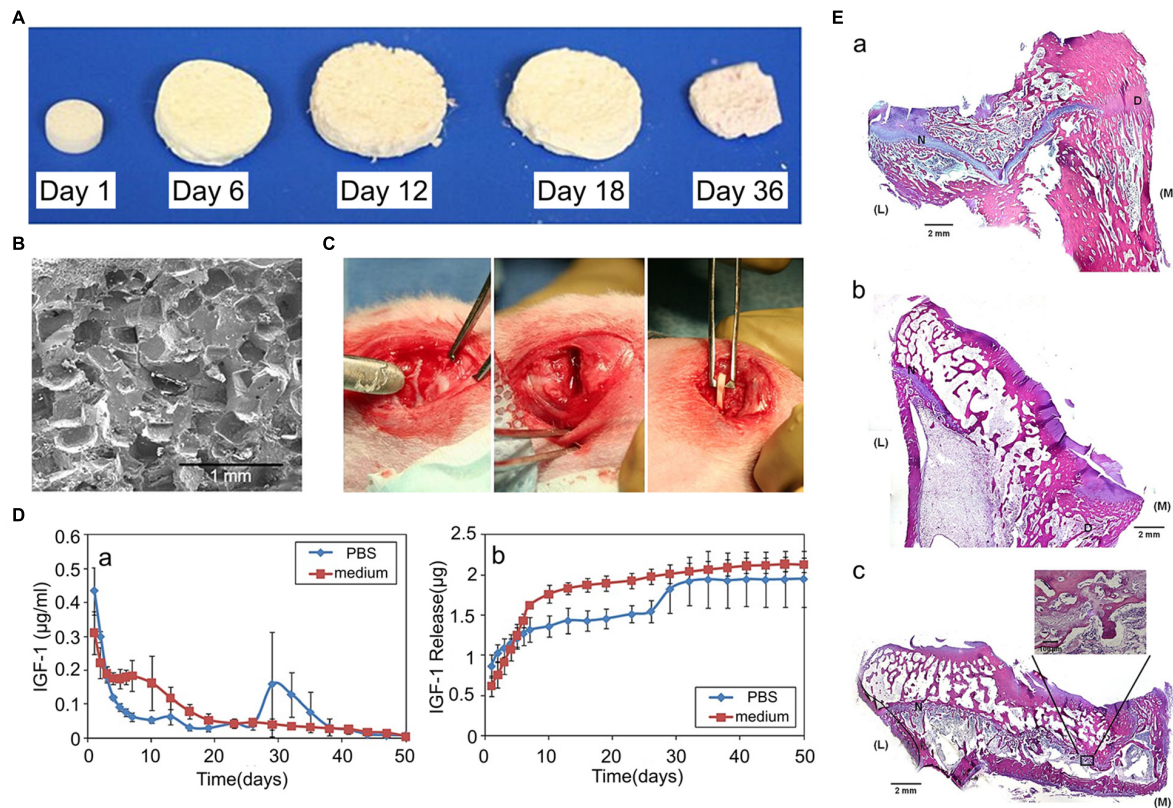 A
Day 1
Day 6
Day 12
Day 18
Day 36
B
1 mm
C
D
a
IGF-1 (µg/ml)
0.6
0.5
0.4
0.3
0.2
0.1
0
PBS
medium
0 10 20 30 40 50
Time(days)
b
IGF-1 Release(µg)
2.5
2
1.5
1
0.5
0
PBS
medium
0 10 20 30 40 50
Time(days)
E
a
D
N
(L)
(M
2 mm
b
N
(L)
(M)
D
2 mm
c
100µm
N
(L)
2 mm
(M)